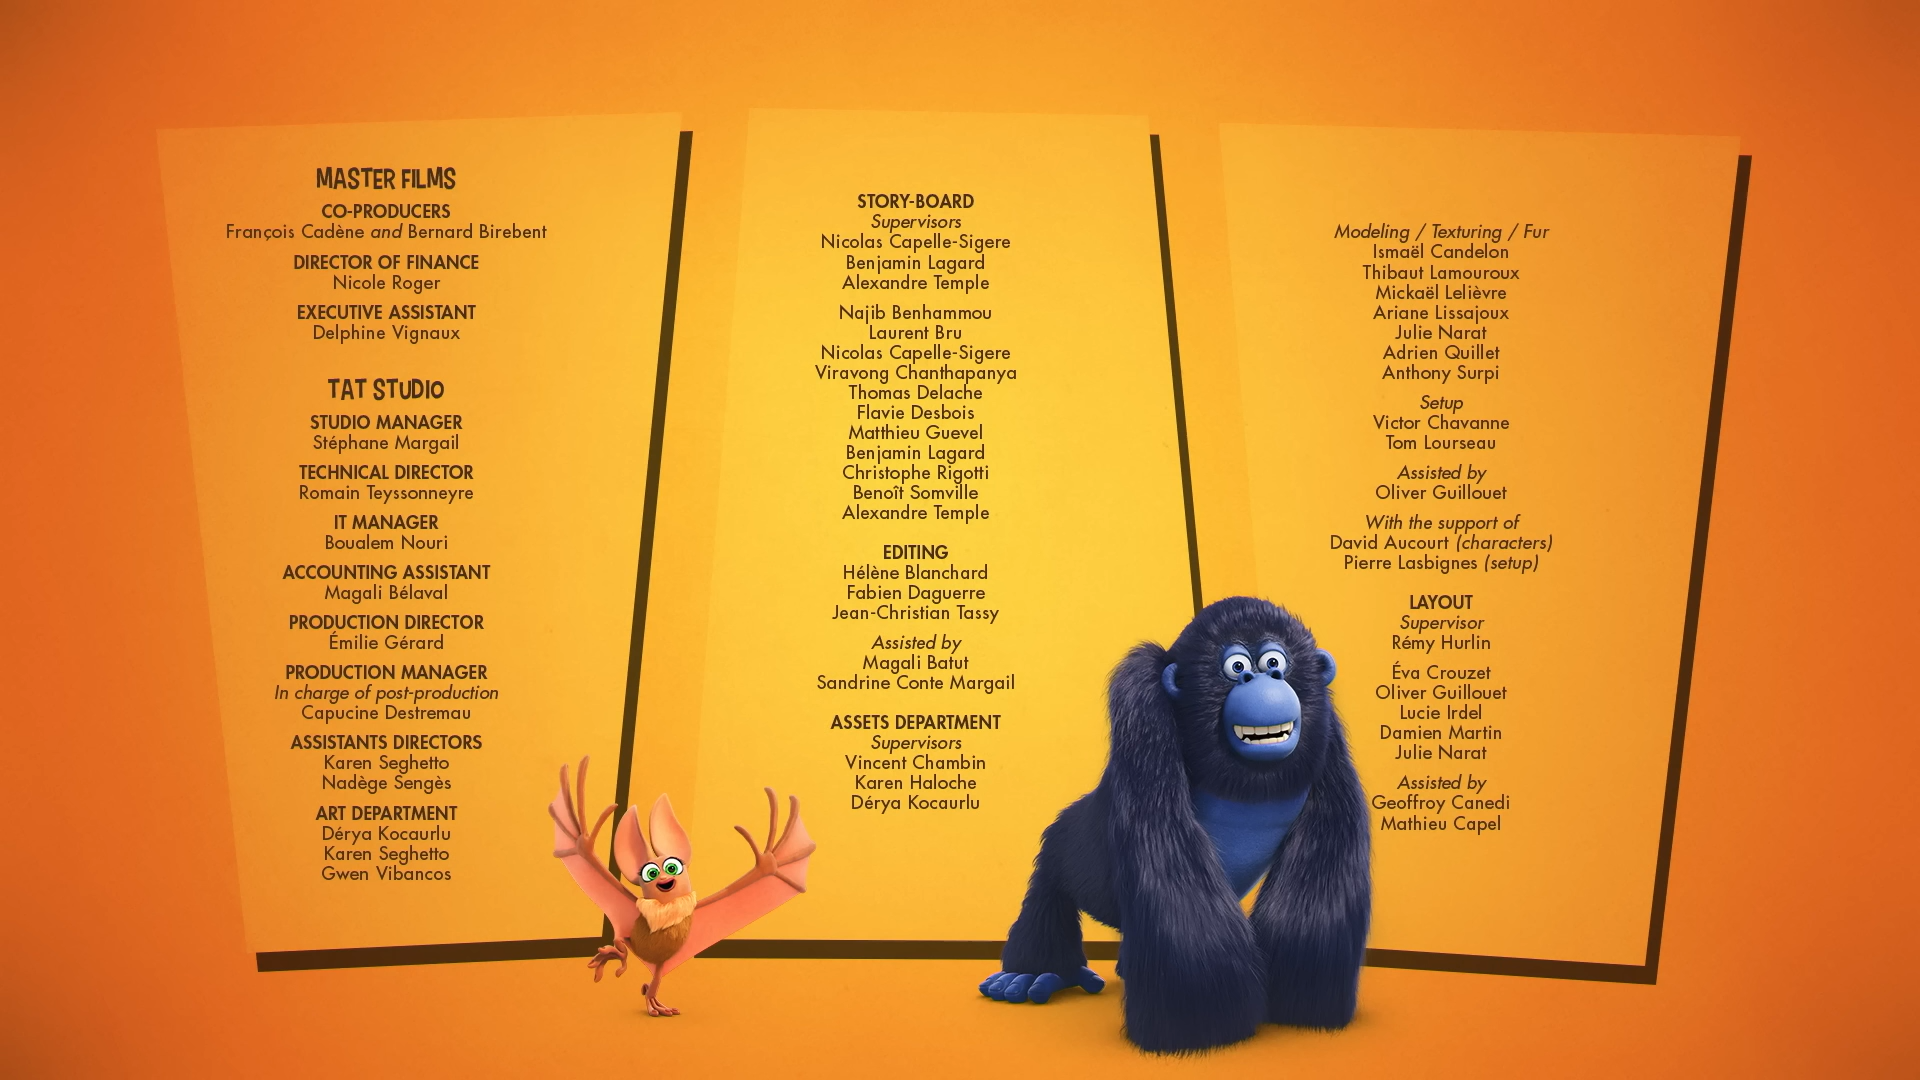 MASTER FILMS
CO-PRODUCERS
François Cadène and Bernard Birebent
DIRECTOR OF FINANCE
Nicole Roger
EXECUTIVE ASSISTANT
Delphine Vignaux
TAT STUDIO
STUDIO MANAGER
Stéphane Margail
TECHNICAL DIRECTOR
Romain Teyssonneyre
IT MANAGER
Boualem Nouri
ACCOUNTING ASSISTANT
Magali Bélaval
PRODUCTION DIRECTOR
Émilie Gérard
PRODUCTION MANAGER
In charge of post-production
Capucine Destremau
ASSISTANTS DIRECTORS
Karen Seghetto
Nadège Sengès
ART DEPARTMENT
Dérya Kocaurlu
Karen Seghetto
Gwen Vibancos
STORY-BOARD
Supervisors
Nicolas Capelle-Sigere
Benjamin Lagard
Alexandre Temple
Najib Benhammou
Laurent Bru
Nicolas Capelle-Sigere
Viravong Chanthapanya
Thomas Delache
Flavie Desbois
Matthieu Guevel
Benjamin Lagard
Christophe Rigotti
Benoît Somville
Alexandre Temple
EDITING
Hélène Blanchard
Fabien Daguerre
Jean-Christian Tassy
Assisted by
Magali Batut
Sandrine Conte Margail
ASSETS DEPARTMENT
Supervisors
Vincent Chambin
Karen Haloche
Dérya Kocaurlu
Modeling / Texturing / Fur
Ismaël Candelon
Thibaut Lamouroux
Mickaël Lelièvre
Ariane Lissajoux
Julie Narat
Adrien Quillet
Anthony Surpi
Setup
Victor Chavanne
Tom Lourseau
Assisted by
Oliver Guillouet
With the support of
David Aucourt (characters)
Pierre Lasbignes (setup)
LAYOUT
Supervisor
Rémy Hurlin
Éva Crouzet
Oliver Guillouet
Lucie Irdel
Damien Martin
Julie Narat
Assisted by
Geoffroy Canedi
Mathieu Capel